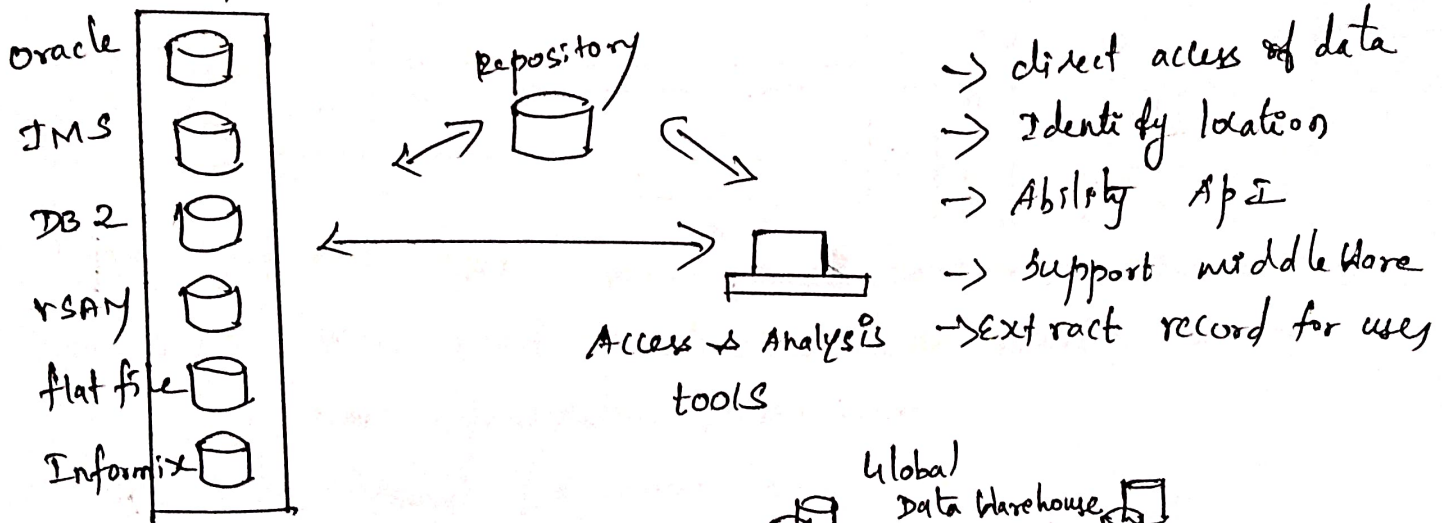 Oracle
IMS
DB2
VSAM
flat file
Informix
Repository
Access & Analysis
tools
-> direct access of data
-> Identify location
-> Ability API
-> Support middleware
-> Extract record for uses
Global
Data Warehouse